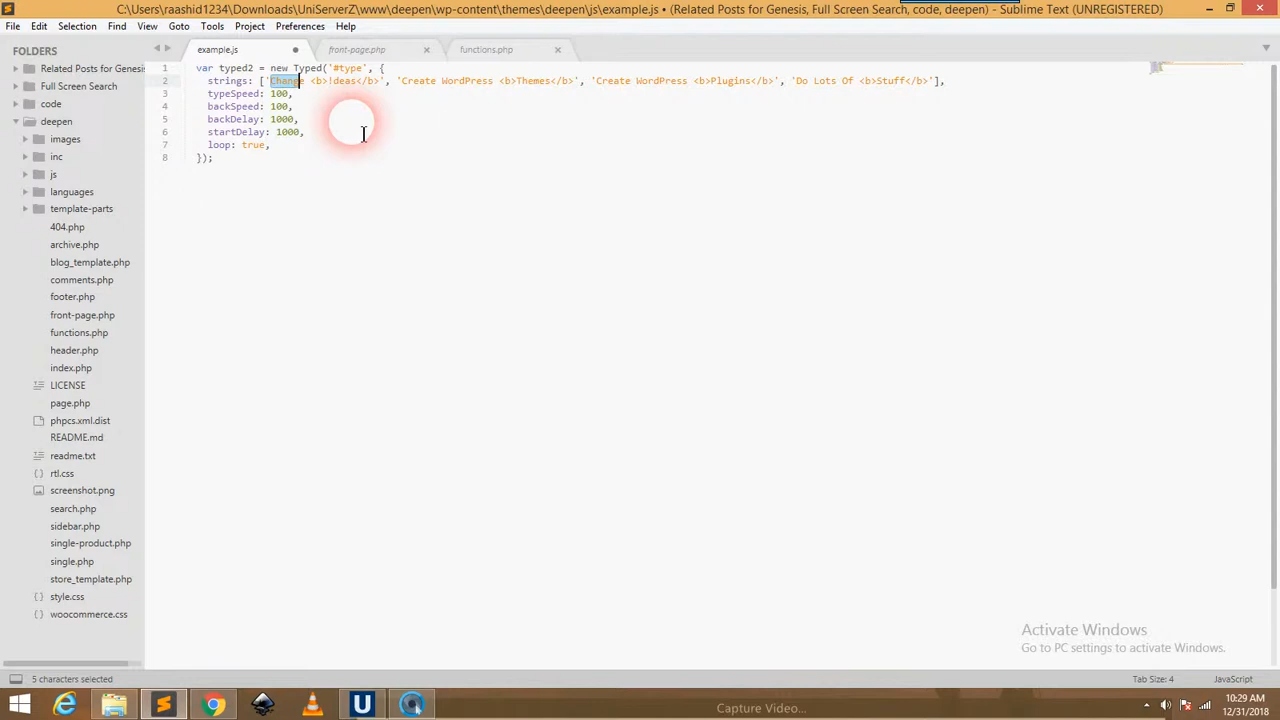 C:\Users\raashid1234\Downloads\UniServerZ\www\deepen\wp-content\themes\deepen\js\example.js • (Related Posts for Genesis, Full Screen Search, code, deepen) - Sublime Text (UNREGISTERED)
File Edit Selection Find View Goto Tools Project Preferences Help
FOLDERS
Related Posts for Genesis
Full Screen Search
code
deepen
images
inc
js
languages
template-parts
404.php
archive.php
blog_template.php
comments.php
footer.php
front-page.php
functions.php
header.php
index.php
LICENSE
page.php
phpcs.xml.dist
README.md
readme.txt
rtl.css
screenshot.png
search.php
sidebar.php
single-product.php
single.php
store_template.php
style.css
woocommerce.css
example.js front-page.php functions.php
1 var typed2 = new Typed('#type', {
2 strings: ['Change <b>!deas</b>', 'Create WordPress <b>Themes</b>', 'Create WordPress <b>Plugins</b>', 'Do Lots Of <b>Stuff</b>'],
3 typeSpeed: 100,
4 backSpeed: 100,
5 backDelay: 1000,
6 startDelay: 1000,
7 loop: true,
8 });
Activate Windows
Go to PC settings to activate Windows.
5 characters selected Tab Size: 4 JavaScript
Capture Video...
10:29 AM
12/31/2018